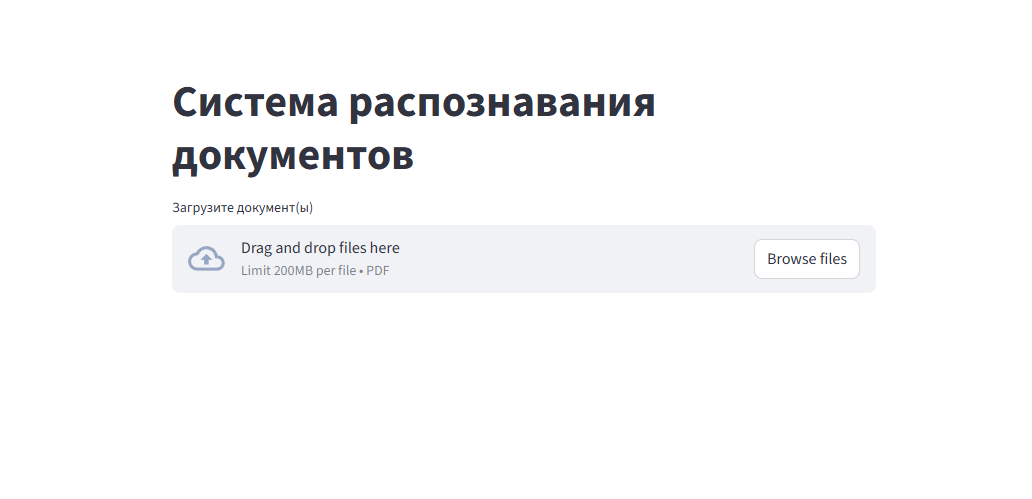 Система распознавания
документов
Загрузите документ(ы)
Drag and drop files here
Limit 200MB per file • PDF
Browse files